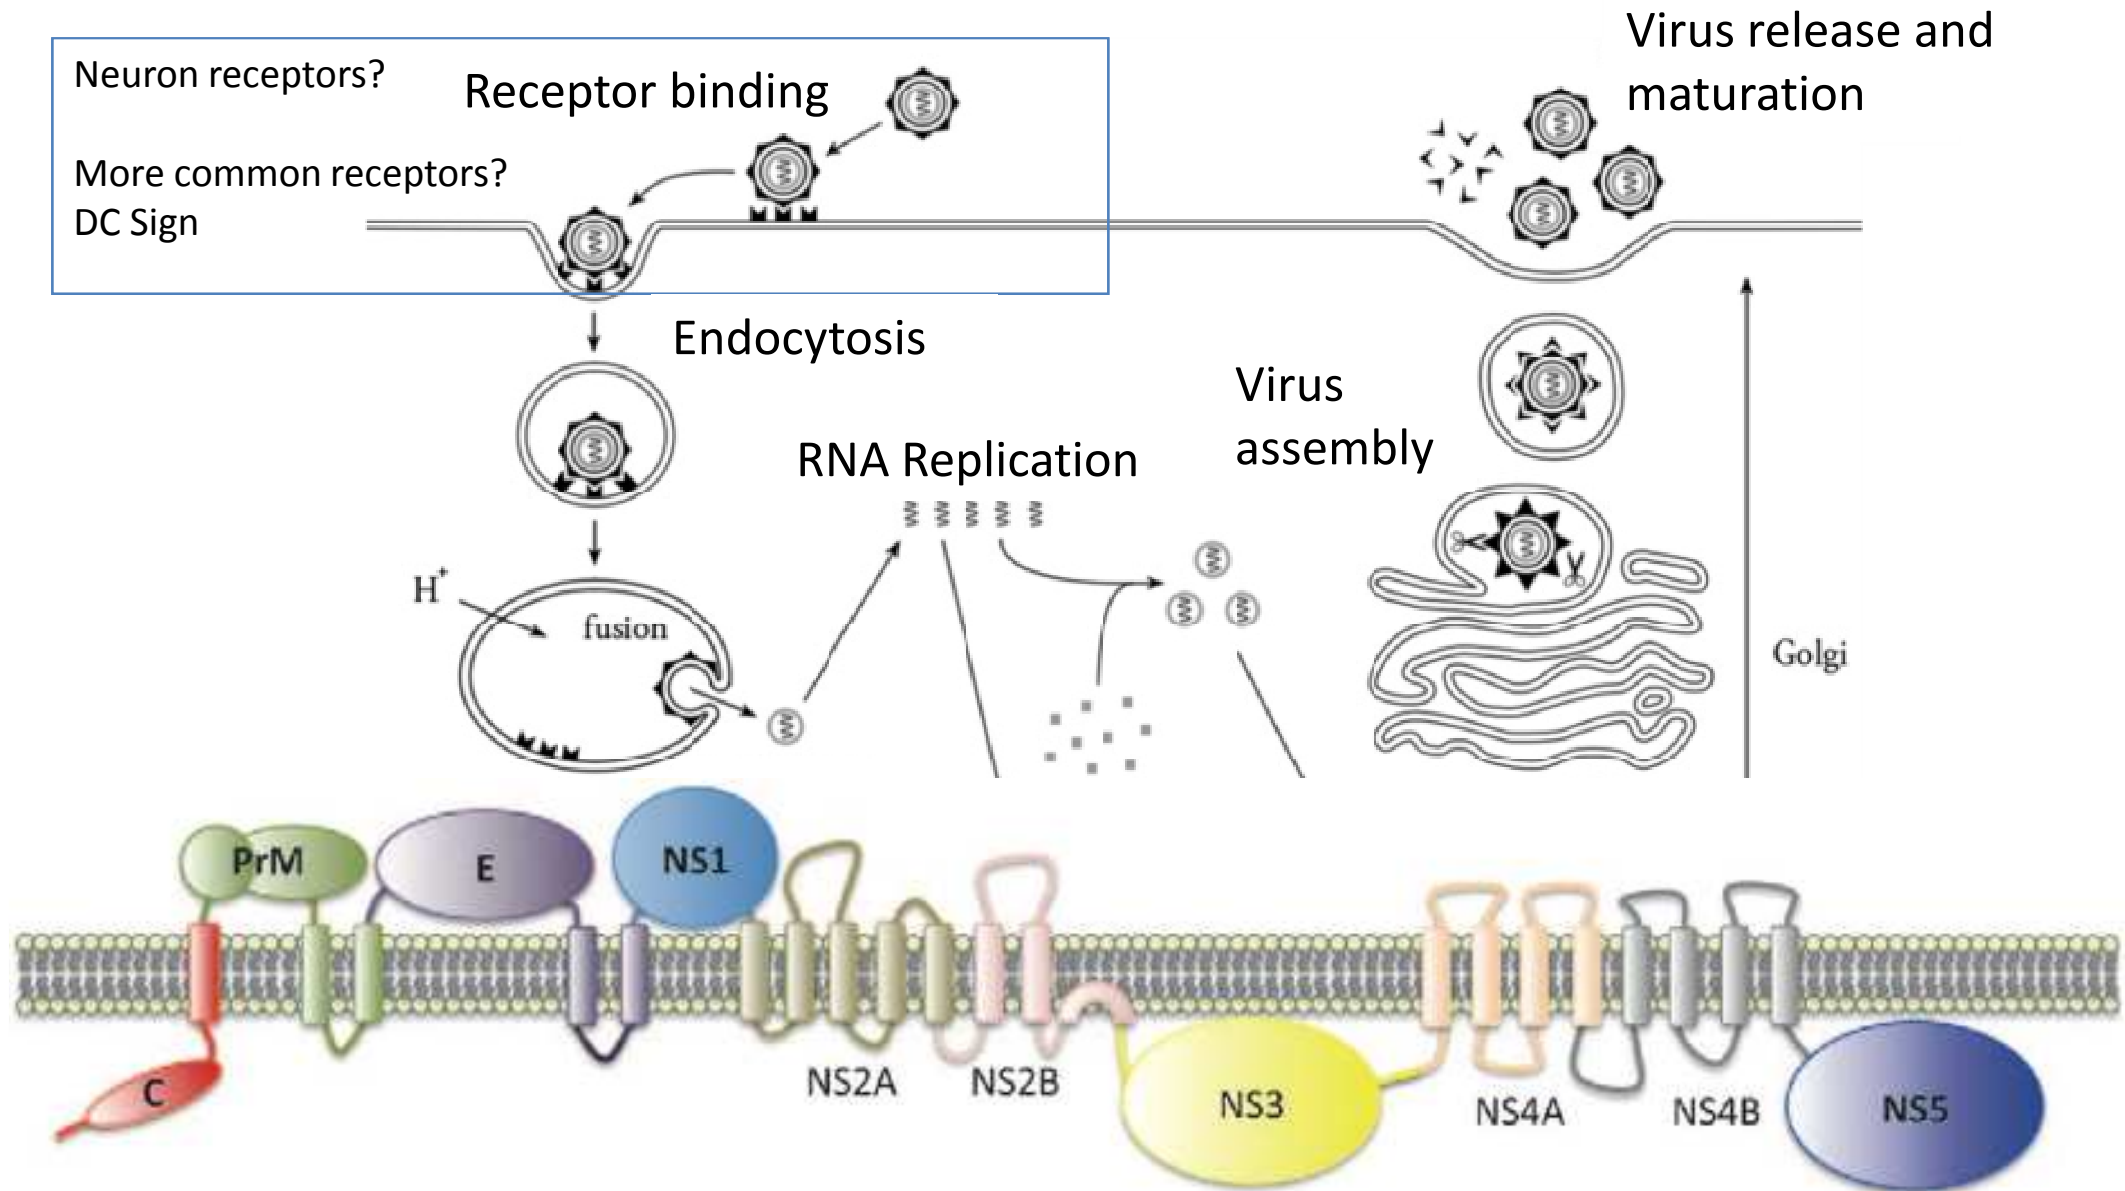 Neuron receptors?
More common receptors?
DC Sign
Receptor binding
Virus release and
maturation
Endocytosis
Virus
assembly
RNA Replication
H+
fusion
Golgi
PrM
E
NS1
C
NS2A
NS2B
NS3
NS4A
NS4B
NS5